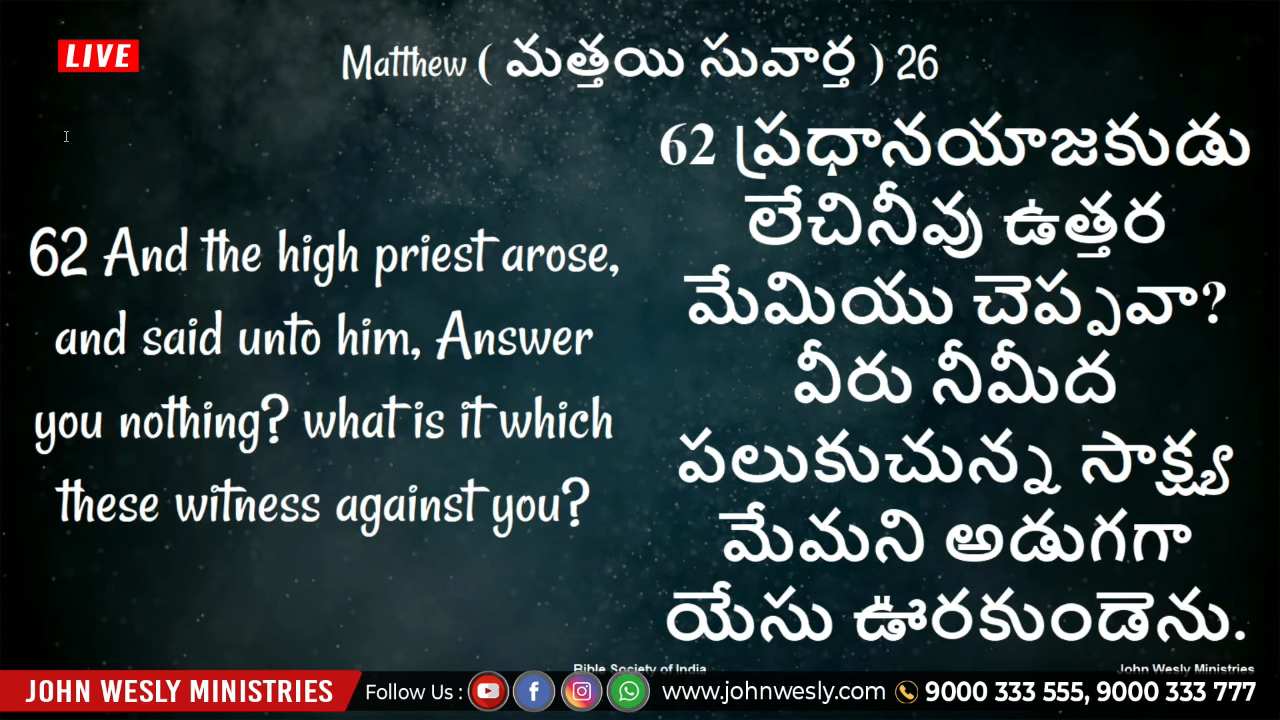 LIVE
Matthew ( మత్తయి సువార్త ) 26
62 And the high priest arose,
and said unto him, Answer
you nothing? what is it which
these witness against you?
62 ప్రధానయాజకుడు
లేచినీవు ఉత్తర
మేమియు చెప్పవా?
వీరు నీమీద
పలుకుచున్న సాక్ష్య
మేమని అడుగగా
యేసు ఊరకుండెను.
Bible Society of India
John Wesly Ministries
JOHN WESLY MINISTRIES
Follow Us :
www.johnwesly.com
9000 333 555, 9000 333 777